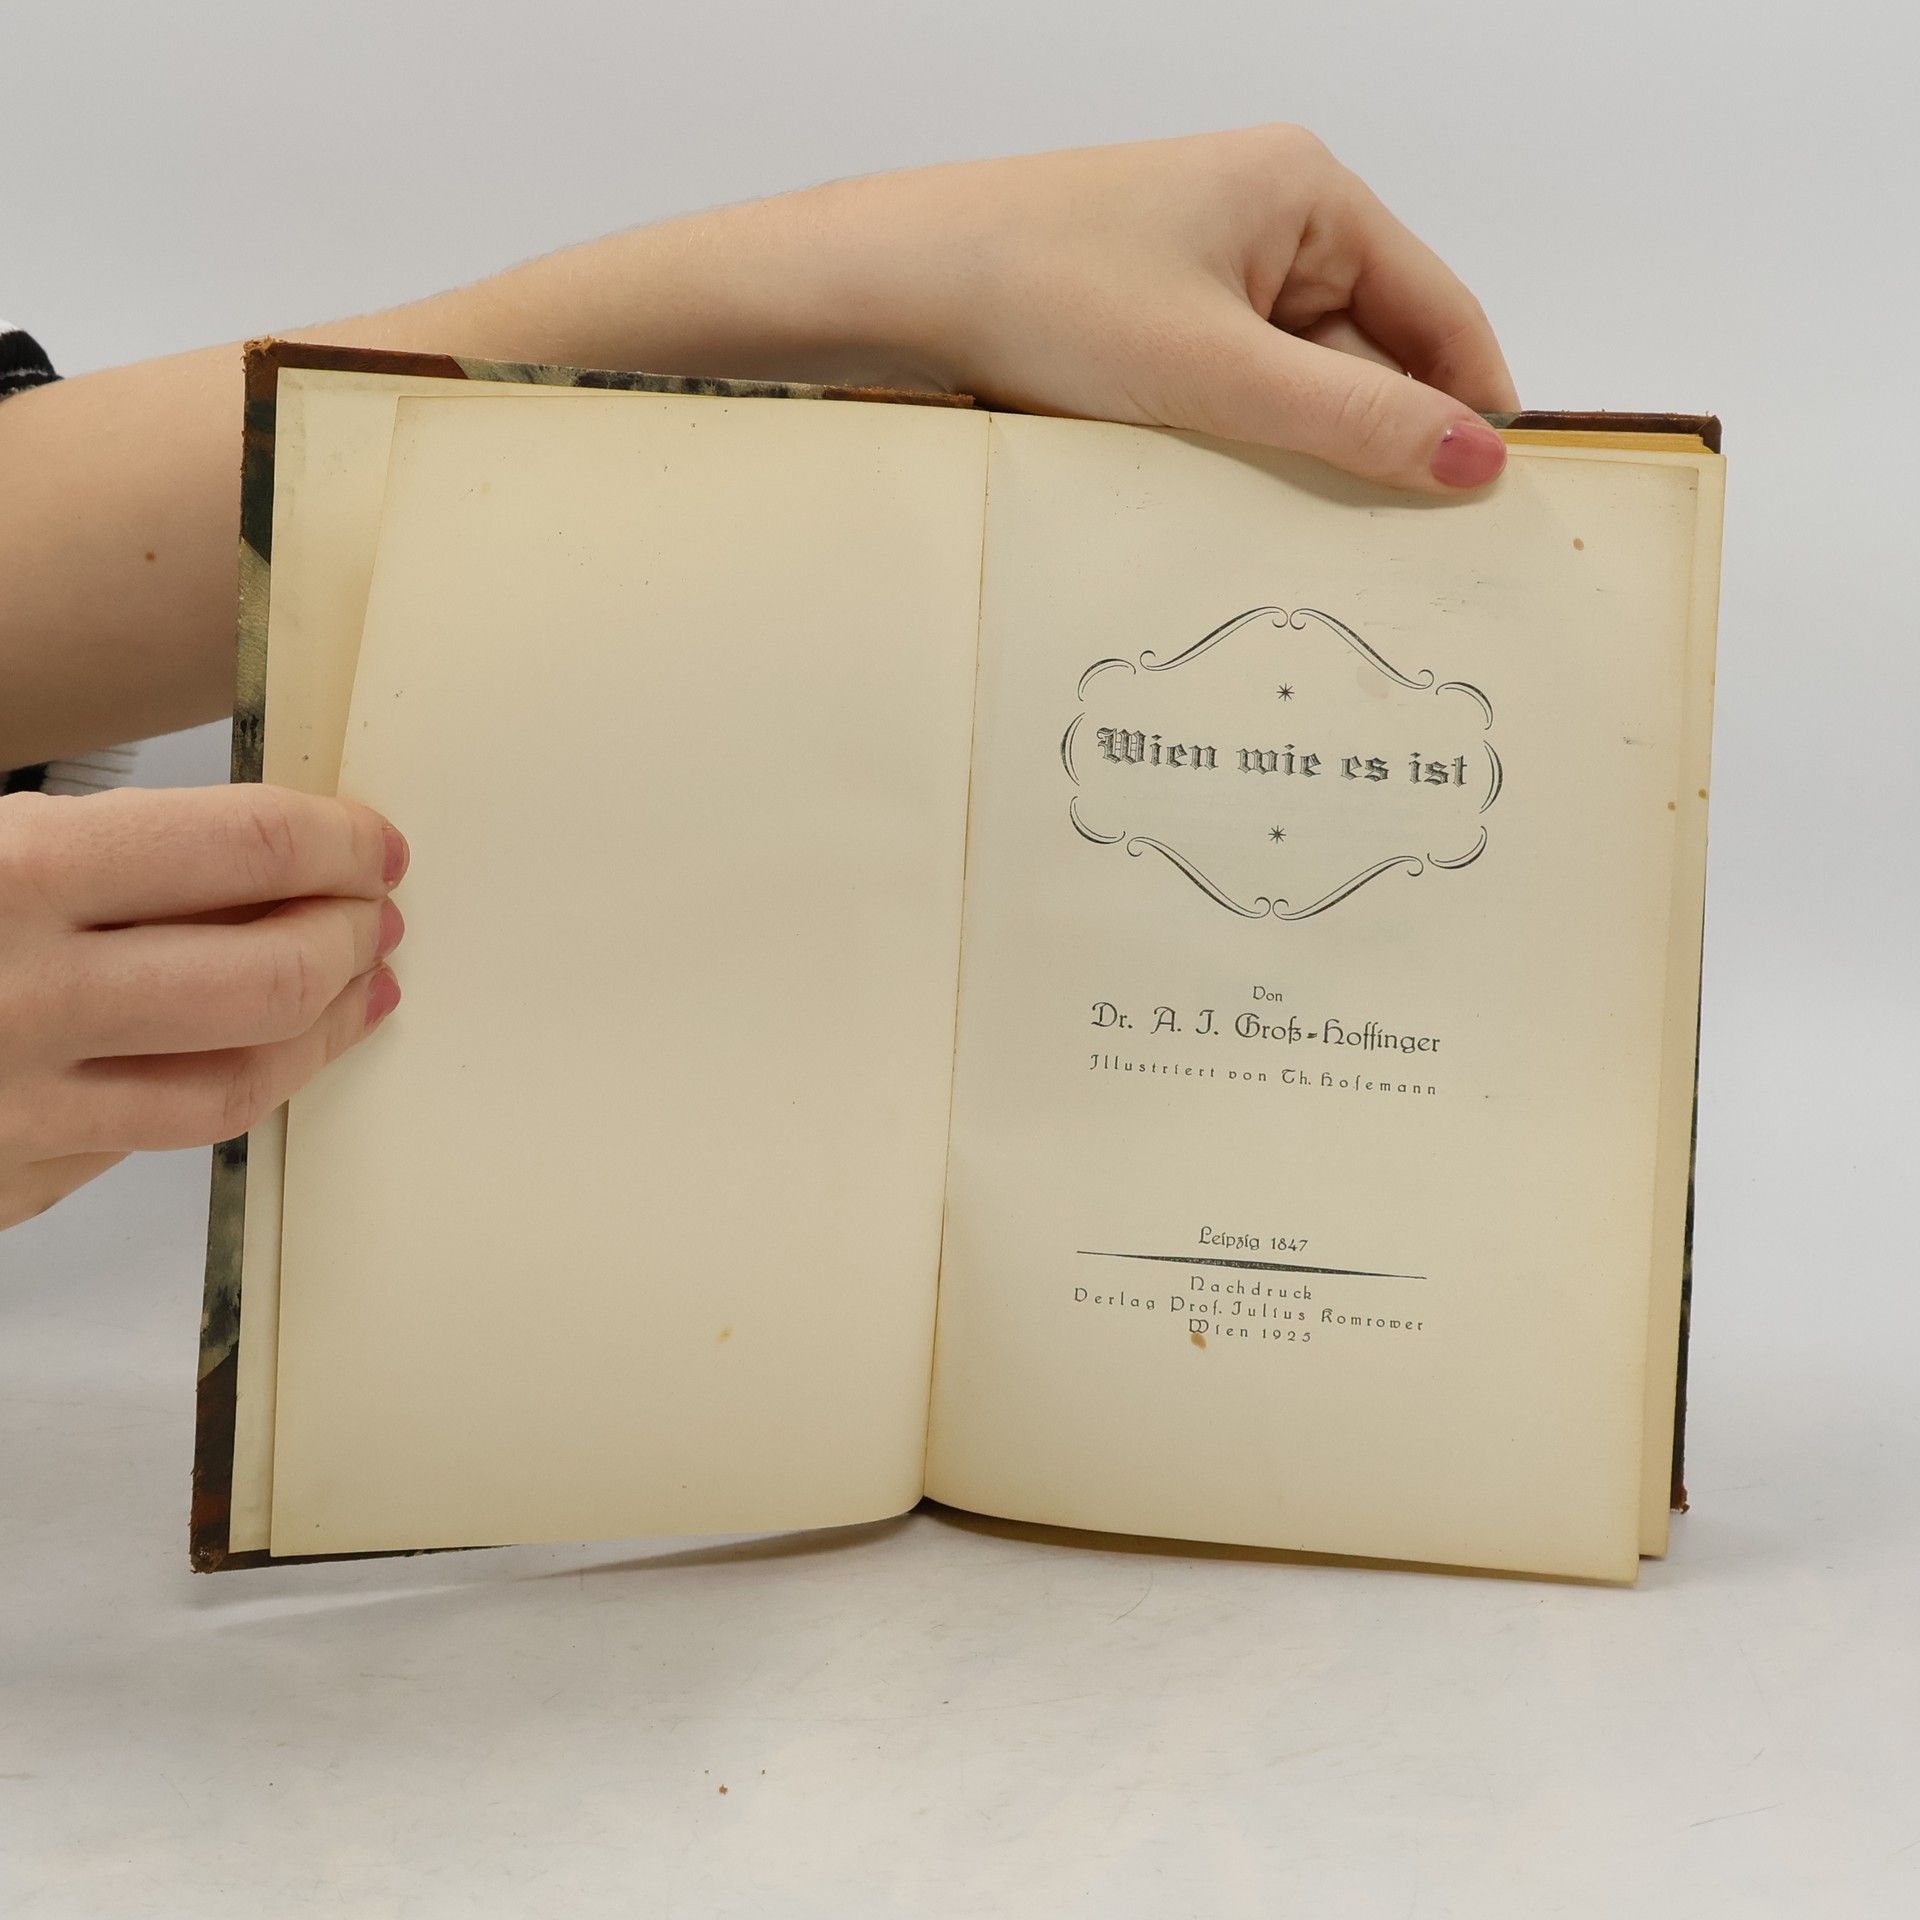 Wien wie es ist
Von
Dr. A. J. Groß-Hoffinger
Illustriert von Th. Hosemann
Leipzig 1847
Nachdruck
Verlag Prof. Julius Komrower
Wien 1925